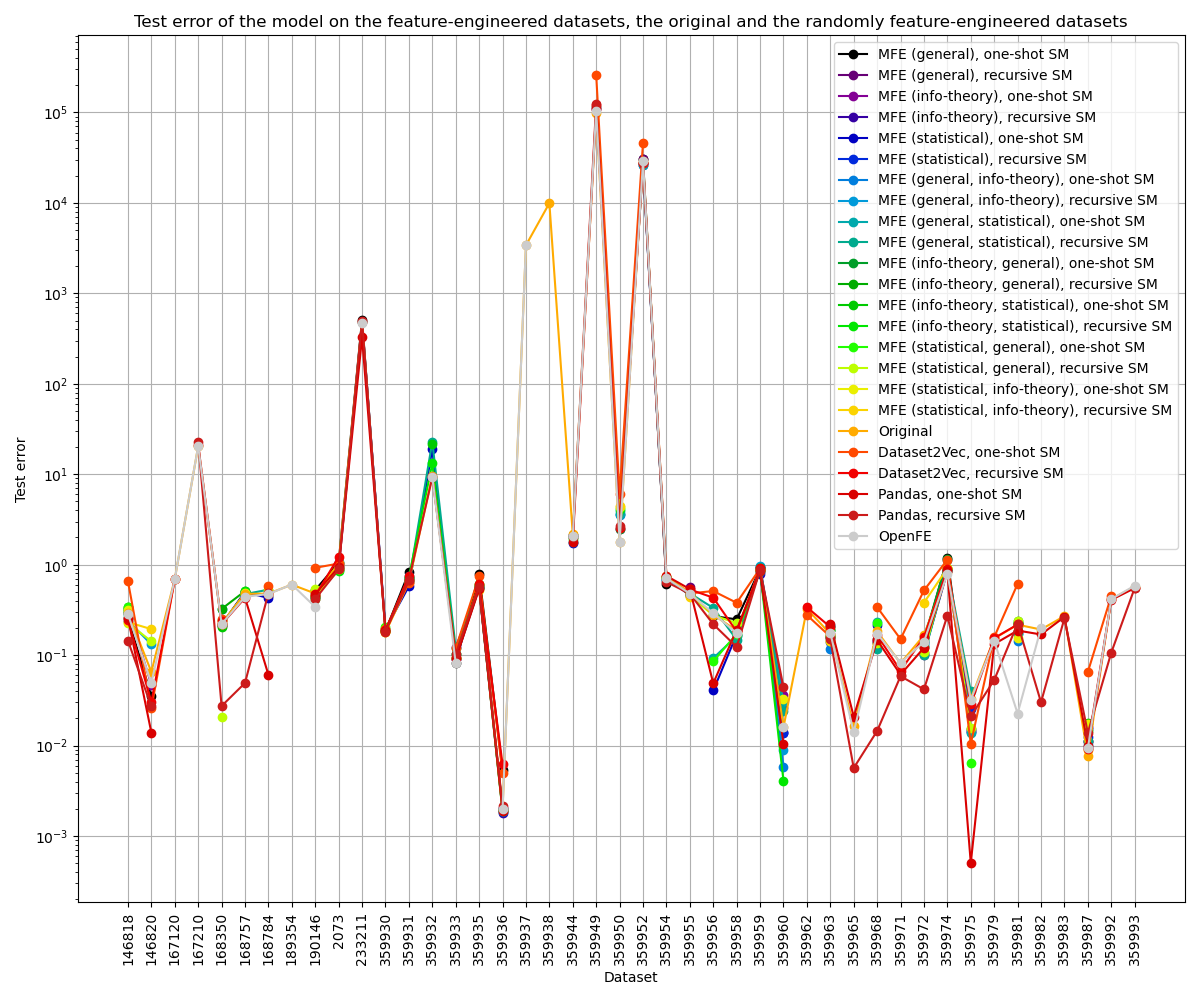 Test error of the model on the feature-engineered datasets, the original and the randomly feature-engineered datasets
MFE (general), one-shot SM
MFE (general), recursive SM
MFE (info-theory), one-shot SM
MFE (info-theory), recursive SM
MFE (statistical), one-shot SM
MFE (statistical), recursive SM
MFE (general, info-theory), one-shot SM
MFE (general, info-theory), recursive SM
MFE (general, statistical), one-shot SM
MFE (general, statistical), recursive SM
MFE (info-theory, general), one-shot SM
MFE (info-theory, general), recursive SM
MFE (info-theory, statistical), one-shot SM
MFE (info-theory, statistical), recursive SM
MFE (statistical, general), one-shot SM
MFE (statistical, general), recursive SM
MFE (statistical, info-theory), one-shot SM
MFE (statistical, info-theory), recursive SM
Original
Dataset2Vec, one-shot SM
Dataset2Vec, recursive SM
Pandas, one-shot SM
Pandas, recursive SM
OpenFE
Test error
10⁵
10⁴
10³
10²
10¹
10⁰
10⁻¹
10⁻²
10⁻³
146818
146820
167120
167210
168350
168757
168784
189354
190146
2073
233211
359930
359931
359932
359933
359935
359936
359937
359938
359944
359949
359950
359952
359954
359955
359956
359958
359959
359960
359962
359963
359965
359968
359971
359972
359974
359975
359979
359981
359982
359983
359987
359992
359993
Dataset